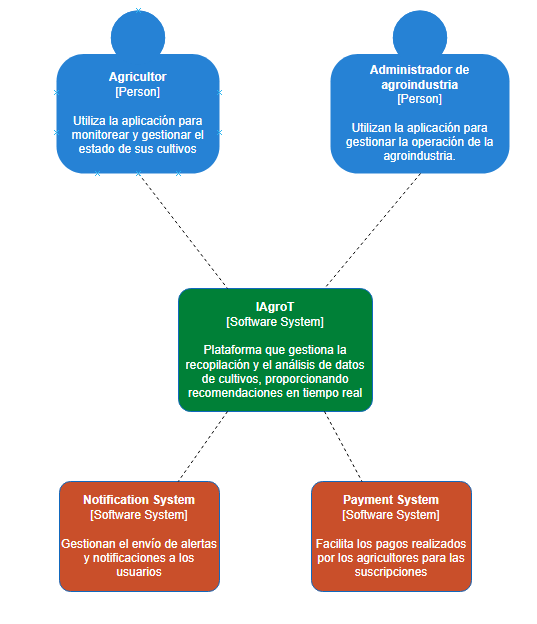 Agricultor
[Person]
Utiliza la aplicación para
monitorear y gestionar el
estado de sus cultivos
Administrador de
agroindustria
[Person]
Utilizan la aplicación para
gestionar la operación de la
agroindustria.
IAgroT
[Software System]
Plataforma que gestiona la
recopilación y el análisis de datos
de cultivos, proporcionando
recomendaciones en tiempo real
Notification System
[Software System]
Gestionan el envío de alertas
y notificaciones a los
usuarios
Payment System
[Software System]
Facilita los pagos realizados
por los agricultores para las
suscripciones